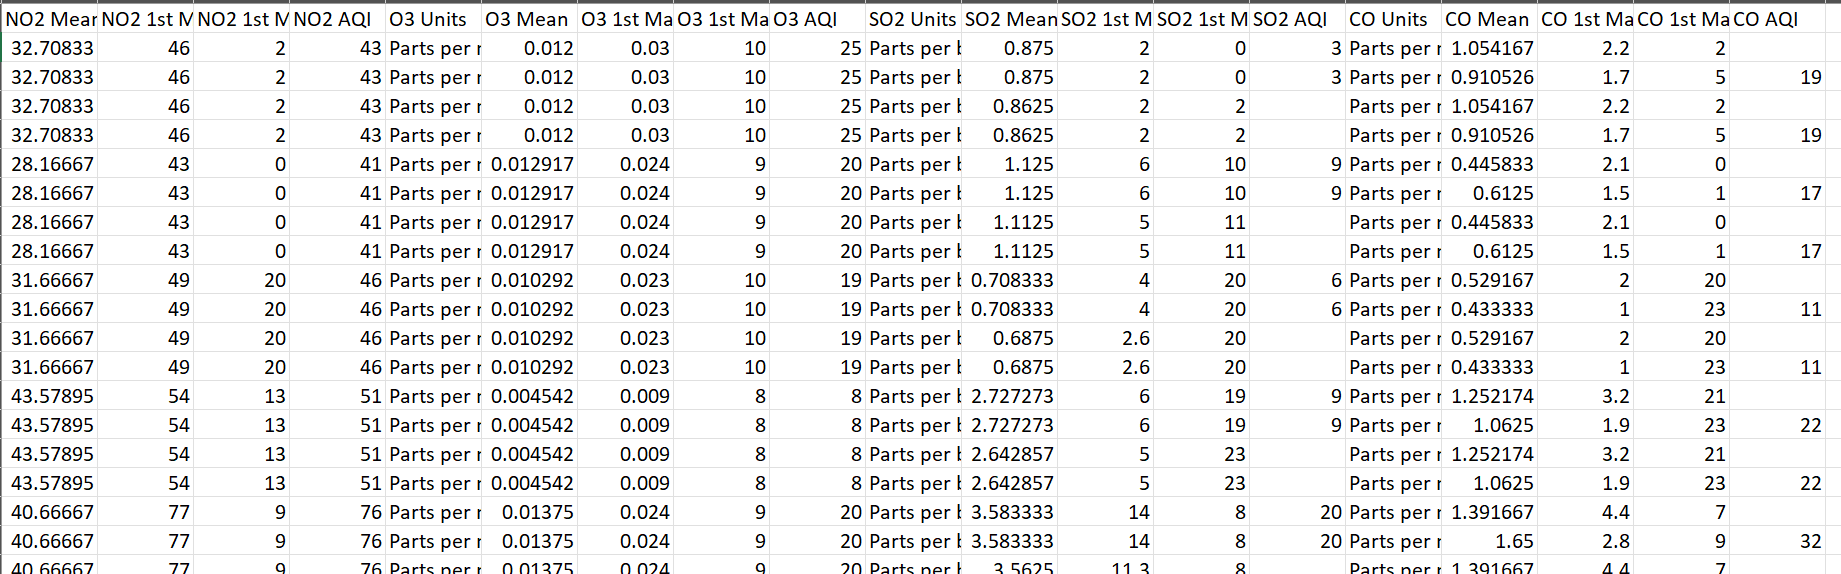 NO2 Mear NO2 1st M NO2 1st M NO2 AQI O3 Units O3 Mean O3 1st Ma O3 1st Ma O3 AQI SO2 Units SO2 Mean SO2 1st M SO2 1st M SO2 AQI CO Units CO Mean CO 1st Ma CO 1st Ma CO AQI
32.70833 46 2 43 Parts per r 0.012 0.03 10 25 Parts per b 0.875 2 0 3 Parts per r 1.054167 2.2 2
32.70833 46 2 43 Parts per r 0.012 0.03 10 25 Parts per b 0.875 2 0 3 Parts per r 0.910526 1.7 5 19
32.70833 46 2 43 Parts per r 0.012 0.03 10 25 Parts per b 0.8625 2 2 Parts per r 1.054167 2.2 2
32.70833 46 2 43 Parts per r 0.012 0.03 10 25 Parts per b 0.8625 2 2 Parts per r 0.910526 1.7 5 19
28.16667 43 0 41 Parts per r 0.012917 0.024 9 20 Parts per b 1.125 6 10 9 Parts per r 0.445833 2.1 0
28.16667 43 0 41 Parts per r 0.012917 0.024 9 20 Parts per b 1.125 6 10 9 Parts per r 0.6125 1.5 1 17
28.16667 43 0 41 Parts per r 0.012917 0.024 9 20 Parts per b 1.1125 5 11 Parts per r 0.445833 2.1 0
28.16667 43 0 41 Parts per r 0.012917 0.024 9 20 Parts per b 1.1125 5 11 Parts per r 0.6125 1.5 1 17
31.66667 49 20 46 Parts per r 0.010292 0.023 10 19 Parts per b 0.708333 4 20 6 Parts per r 0.529167 2 20
31.66667 49 20 46 Parts per r 0.010292 0.023 10 19 Parts per b 0.708333 4 20 6 Parts per r 0.433333 1 23 11
31.66667 49 20 46 Parts per r 0.010292 0.023 10 19 Parts per b 0.6875 2.6 20 Parts per r 0.529167 2 20
31.66667 49 20 46 Parts per r 0.010292 0.023 10 19 Parts per b 0.6875 2.6 20 Parts per r 0.433333 1 23 11
43.57895 54 13 51 Parts per r 0.004542 0.009 8 8 Parts per b 2.727273 6 19 9 Parts per r 1.252174 3.2 21
43.57895 54 13 51 Parts per r 0.004542 0.009 8 8 Parts per b 2.727273 6 19 9 Parts per r 1.0625 1.9 23 22
43.57895 54 13 51 Parts per r 0.004542 0.009 8 8 Parts per b 2.642857 5 23 Parts per r 1.252174 3.2 21
43.57895 54 13 51 Parts per r 0.004542 0.009 8 8 Parts per b 2.642857 5 23 Parts per r 1.0625 1.9 23 22
40.66667 77 9 76 Parts per r 0.01375 0.024 9 20 Parts per b 3.583333 14 8 20 Parts per r 1.391667 4.4 7
40.66667 77 9 76 Parts per r 0.01375 0.024 9 20 Parts per b 3.583333 14 8 20 Parts per r 1.65 2.8 9 32
40.66667 77 9 76 Parts per r 0.01375 0.024 9 20 Parts per b 3.5625 11.3 8 Parts per r 1.391667 4.4 7